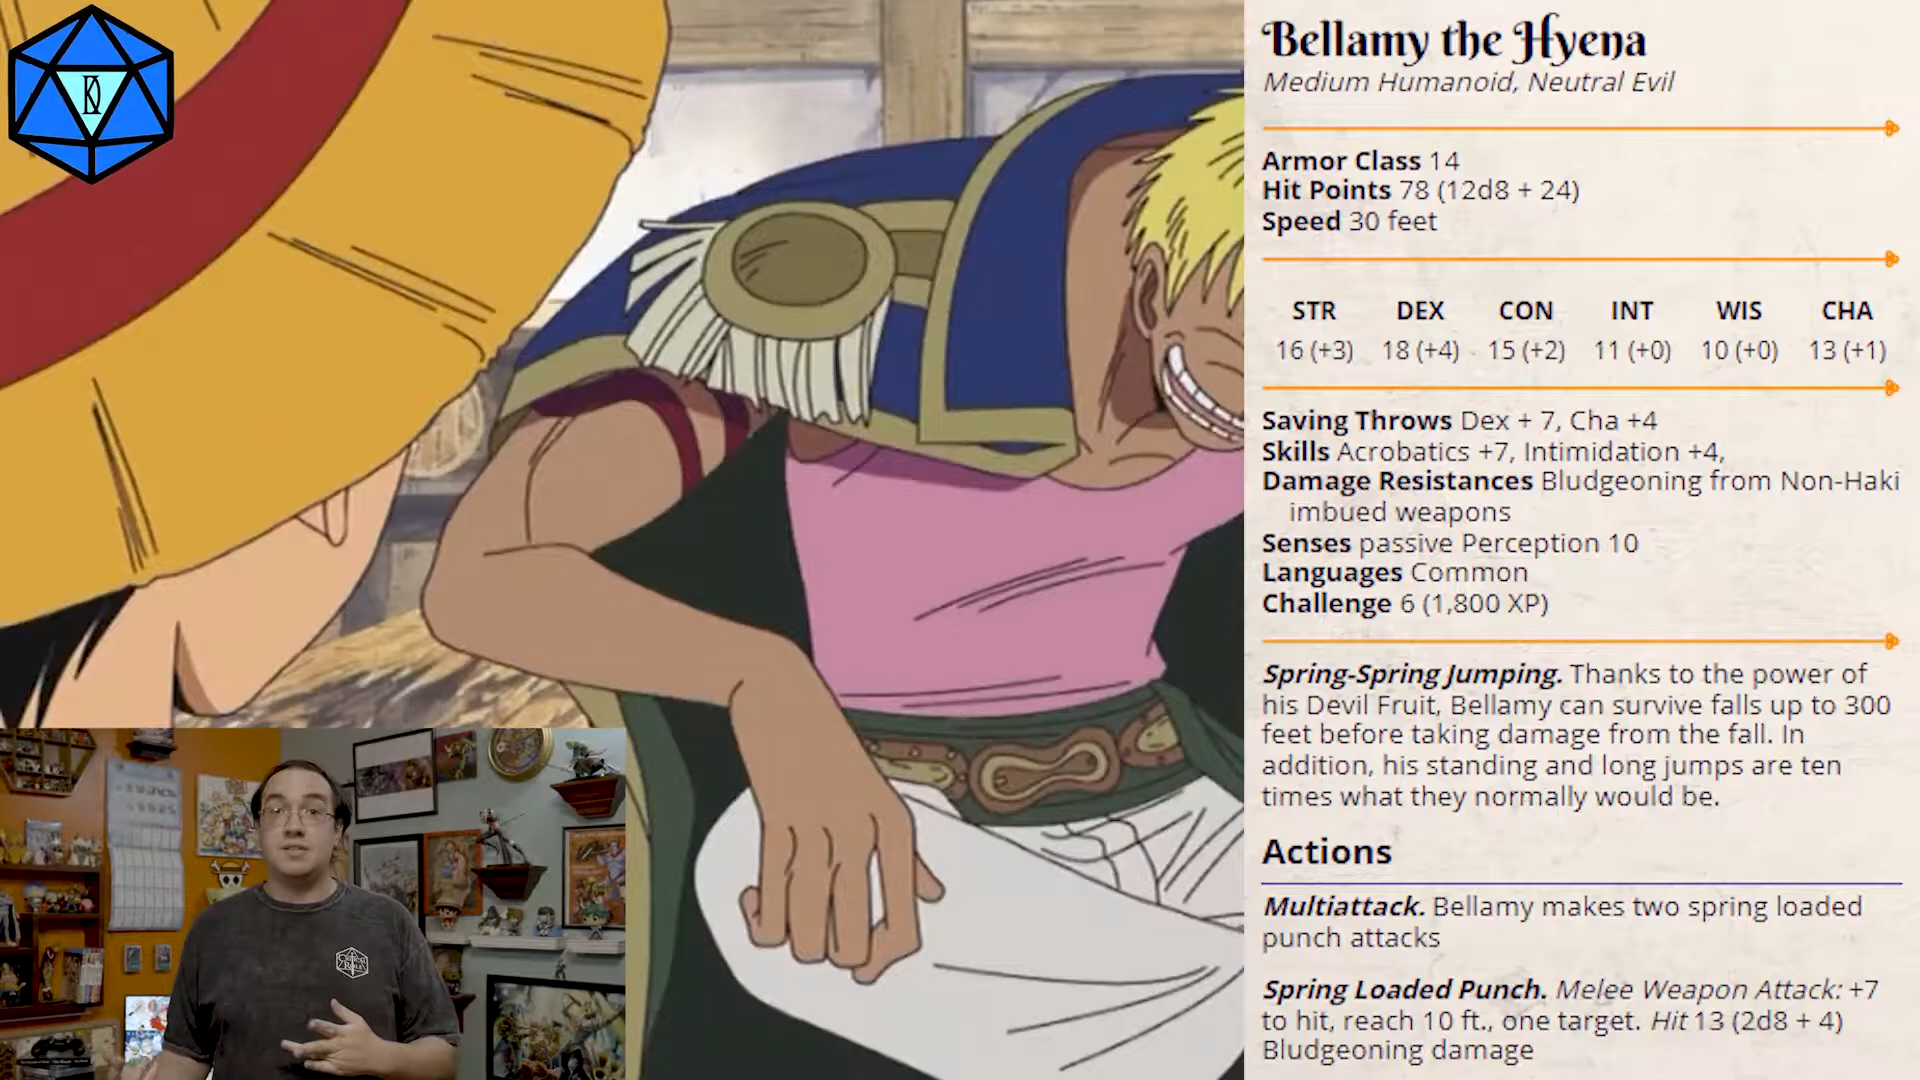 Bellamy the Hyena
Medium Humanoid, Neutral Evil
Armor Class 14
Hit Points 78 (12d8 + 24)
Speed 30 feet
STR DEX CON INT WIS CHA
16 (+3) 18 (+4) 15 (+2) 11 (+0) 10 (+0) 13 (+1)
Saving Throws Dex + 7, Cha +4
Skills Acrobatics +7, Intimidation +4,
Damage Resistances Bludgeoning from Non-Haki
imbued weapons
Senses passive Perception 10
Languages Common
Challenge 6 (1,800 XP)
Spring-Spring Jumping. Thanks to the power of
his Devil Fruit, Bellamy can survive falls up to 300
feet before taking damage from the fall. In
addition, his standing and long jumps are ten
times what they normally would be.
Actions
Multiattack. Bellamy makes two spring loaded
punch attacks
Spring Loaded Punch. Melee Weapon Attack: +7
to hit, reach 10 ft., one target. Hit 13 (2d8 + 4)
Bludgeoning damage